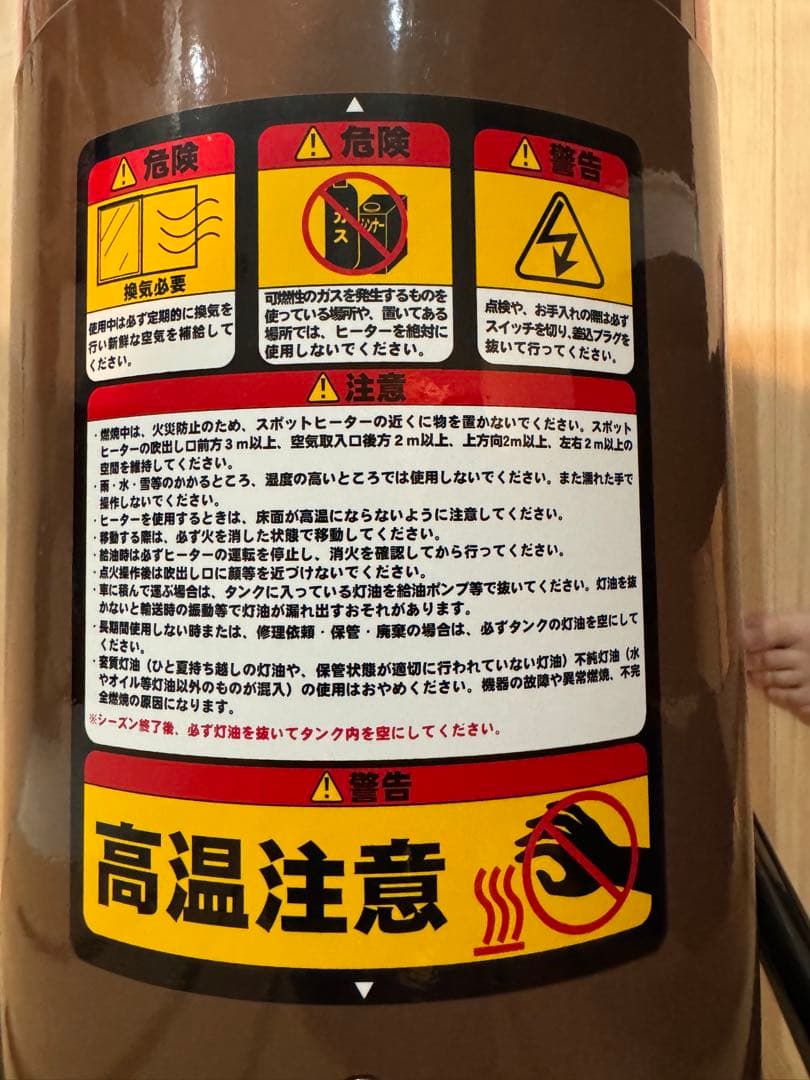 危険
換気必要
使用中は必ず定期的に換気を
行い新鮮な空気を補給して
ください。
危険
ガス
シンナー
可燃性のガスを発生するものを
使っている場所や、置いてある
場所では、ヒーターを絶対に
使用しないでください。
警告
点検や、お手入れの際は必ず
スイッチを切り、差込プラグを
抜いて行ってください。
注意
・燃焼中は、火災防止のため、スポットヒーターの近くに物を置かないでください。スポット
ヒーターの吹出し口前方3m以上、空気取入口後方2m以上、上方向2m以上、左右2m以上の
空間を維持してください。
・雨・水・雪等のかかるところ、湿度の高いところでは使用しないでください。また濡れた手で
操作しないでください。
・ヒーターを使用するときは、床面が高温にならないように注意してください。
・移動する際は、必ず火を消した状態で移動してください。
・給油時は必ずヒーターの運転を停止し、消火を確認してから行ってください。
・点火操作後は吹出し口に顔等を近づけないでください。
・車に積んで運ぶ場合は、タンクに入っている灯油を給油ポンプ等で抜いてください。灯油を抜
かないと輸送時の振動等で灯油が漏れ出すおそれがあります。
・長期間使用しない時または、修理依頼・保管・廃棄の場合は、必ずタンクの灯油を空にして
ください。
・変質灯油（ひと夏持ち越しの灯油や、保管状態が適切に行われていない灯油）不純灯油（水
やオイル等灯油以外のものが混入）の使用はおやめください。機器の故障や異常燃焼、不完
全燃焼の原因になります。
※シーズン終了後、必ず灯油を抜いてタンク内を空にしてください。
警告
高温注意